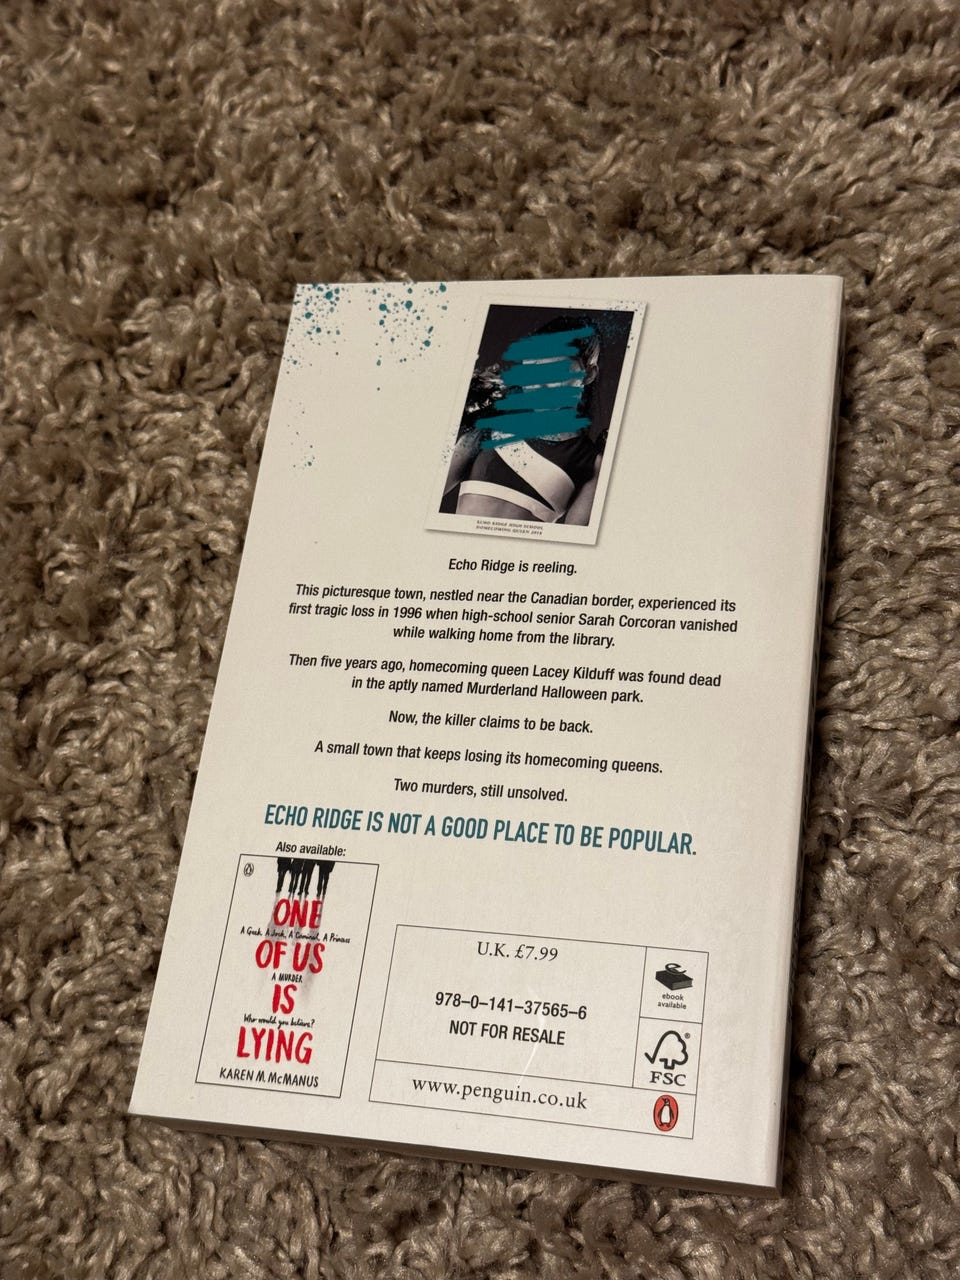 ECHO RIDGE HIGH SCHOOL
HOMECOMING QUEEN 2019
Echo Ridge is reeling.
This picturesque town, nestled near the Canadian border, experienced its
first tragic loss in 1996 when high-school senior Sarah Corcoran vanished
while walking home from the library.
Then five years ago, homecoming queen Lacey Kilduff was found dead
in the aptly named Murderland Halloween park.
Now, the killer claims to be back.
A small town that keeps losing its homecoming queens.
Two murders, still unsolved.
ECHO RIDGE IS NOT A GOOD PLACE TO BE POPULAR.
Also available:
ONE
A Geek, A Jock, A Criminal, A Princess
OF US
A MURDER
IS
Who would you believe?
LYING
KAREN M. McMANUS
U.K. £7.99
978–0–141–37565–6
NOT FOR RESALE
www.penguin.co.uk
ebook
available
FSC